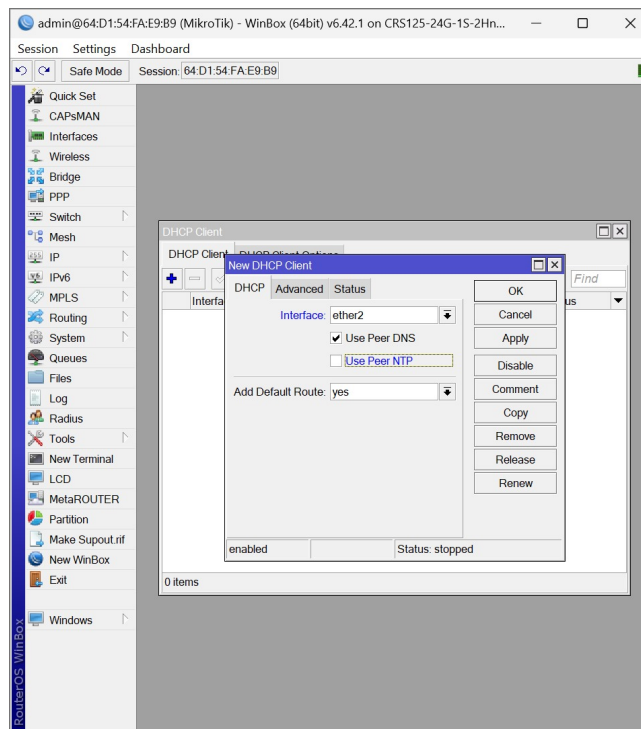 admin@64:D1:54:FA:E9:B9 (MikroTik) - WinBox (64bit) v6.42.1 on CRS125-24G-1S-2Hn...
Session Settings Dashboard
Safe Mode Session: 64:D1:54:FA:E9:B9
Quick Set
CAPsMAN
Interfaces
Wireless
Bridge
PPP
Switch
Mesh
IP
IPv6
MPLS
Routing
System
Queues
Files
Log
Radius
Tools
New Terminal
LCD
MetaROUTER
Partition
Make Supout.rif
New WinBox
Exit
Windows
RouterOS WinBox
DHCP Client
DHCP Client DHCP Client Options
Find
New DHCP Client
DHCP Advanced Status
Interface: ether2
Use Peer DNS
Use Peer NTP
Add Default Route: yes
OK
Cancel
Apply
Disable
Comment
Copy
Remove
Release
Renew
enabled Status: stopped
0 items